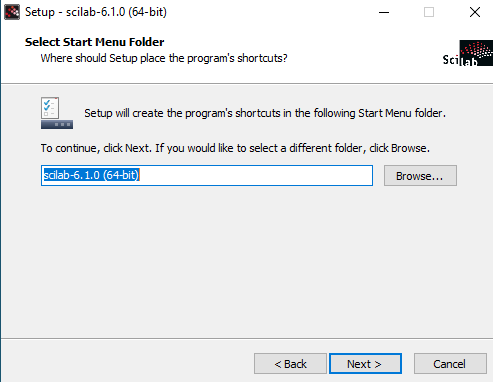 Setup - scilab-6.1.0 (64-bit)
Select Start Menu Folder
Where should Setup place the program's shortcuts?
Scilab
Setup will create the program's shortcuts in the following Start Menu folder.
To continue, click Next. If you would like to select a different folder, click Browse.
scilab-6.1.0 (64-bit)
Browse...
< Back
Next >
Cancel